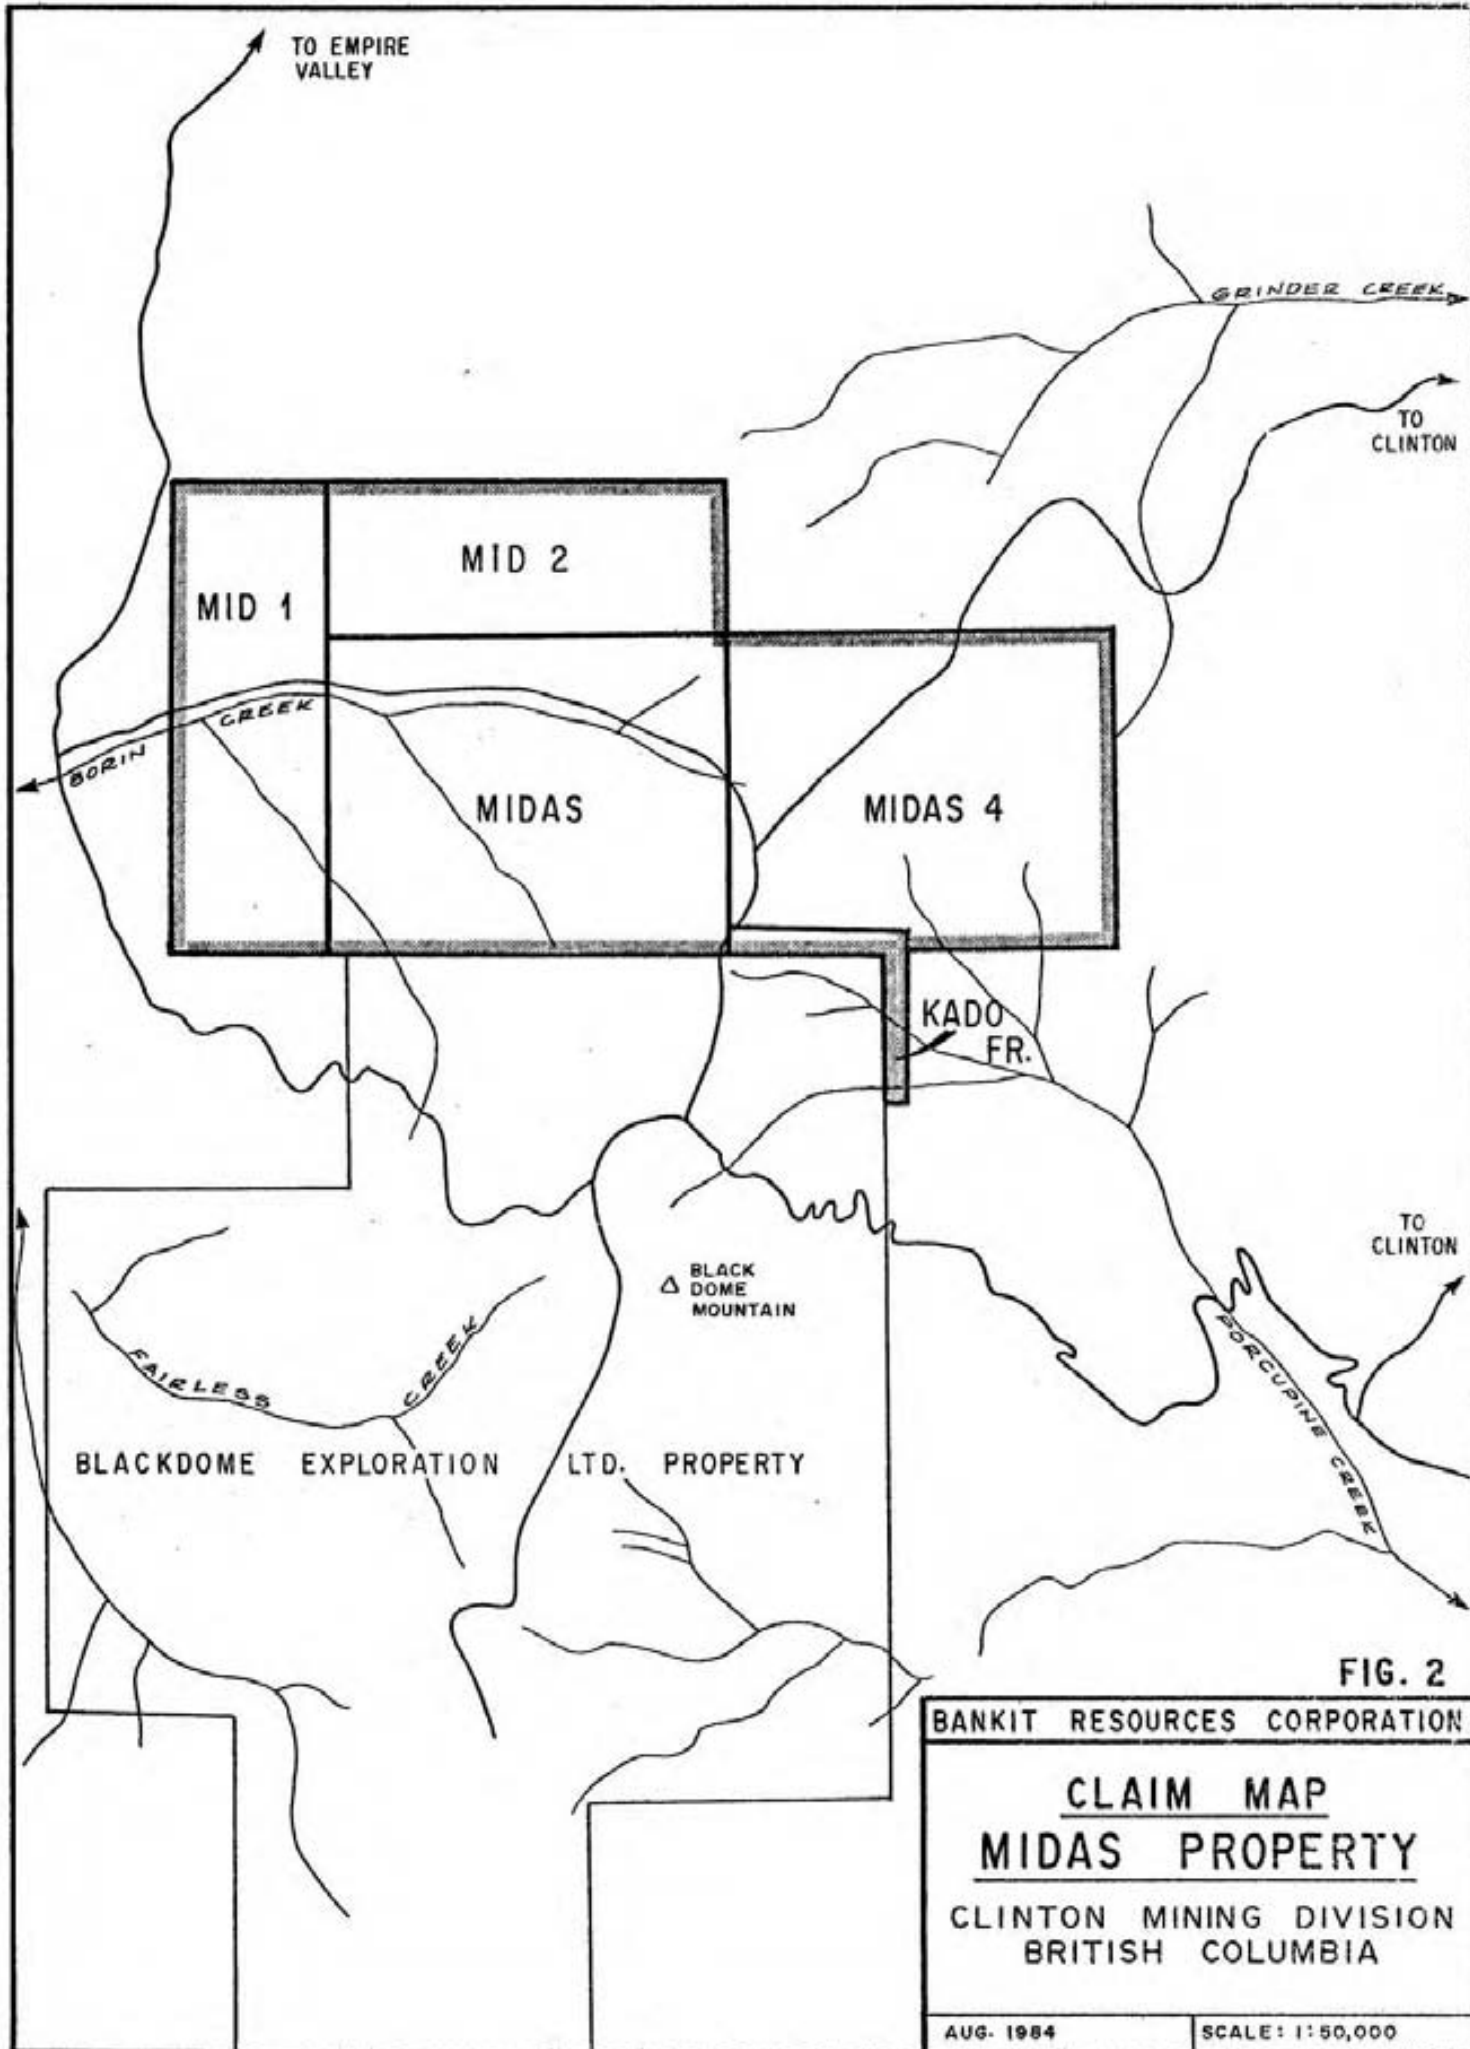 TO EMPIRE
VALLEY
GRINDER CREEK
TO
CLINTON
MID 2
MID 1
BORIN CREEK
MIDAS
MIDAS 4
KADO
FR.
TO
CLINTON
BLACK
DOME
MOUNTAIN
FAIRLESS CREEK
PORCUPINE CREEK
BLACKDOME EXPLORATION LTD. PROPERTY
FIG. 2
BANKIT RESOURCES CORPORATION
CLAIM MAP
MIDAS PROPERTY
CLINTON MINING DIVISION
BRITISH COLUMBIA
AUG. 1984
SCALE: 1:50,000